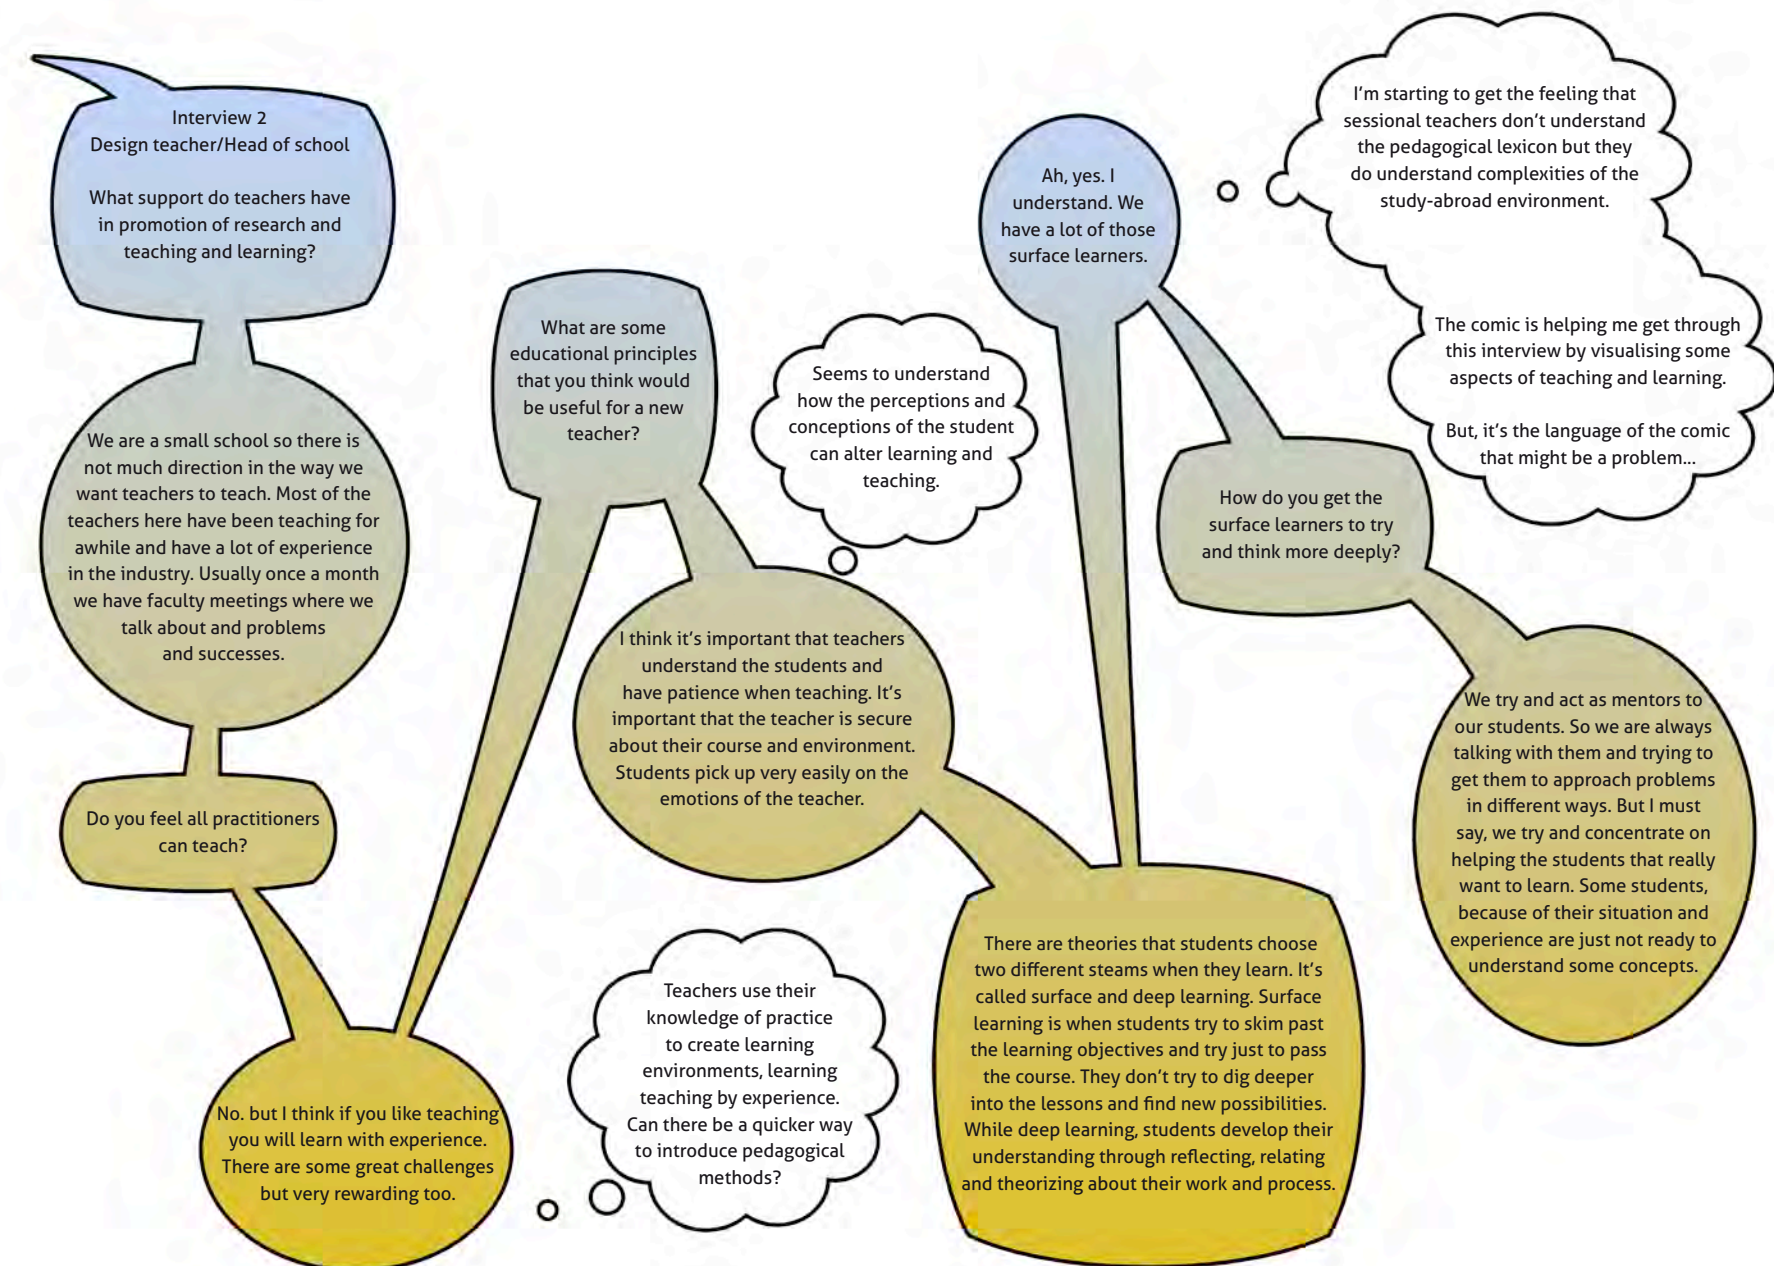 Interview 2
Design teacher/Head of school
What support do teachers have
in promotion of research and
teaching and learning?
We are a small school so there is
not much direction in the way we
want teachers to teach. Most of the
teachers here have been teaching for
awhile and have a lot of experience
in the industry. Usually once a month
we have faculty meetings where we
talk about and problems
and successes.
Do you feel all practitioners
can teach?
No. but I think if you like teaching
you will learn with experience.
There are some great challenges
but very rewarding too.
Teachers use their
knowledge of practice
to create learning
environments, learning
teaching by experience.
Can there be a quicker way
to introduce pedagogical
methods?
What are some
educational principles
that you think would
be useful for a new
teacher?
I think it's important that teachers
understand the students and
have patience when teaching. It's
important that the teacher is secure
about their course and environment.
Students pick up very easily on the
emotions of the teacher.
Seems to understand
how the perceptions and
conceptions of the student
can alter learning and
teaching.
There are theories that students choose
two different steams when they learn. It's
called surface and deep learning. Surface
learning is when students try to skim past
the learning objectives and try just to pass
the course. They don't try to dig deeper
into the lessons and find new possibilities.
While deep learning, students develop their
understanding through reflecting, relating
and theorizing about their work and process.
Ah, yes. I
understand. We
have a lot of those
surface learners.
I'm starting to get the feeling that
sessional teachers don't understand
the pedagogical lexicon but they
do understand complexities of the
study-abroad environment.
The comic is helping me get through
this interview by visualising some
aspects of teaching and learning.
But, it's the language of the comic
that might be a problem...
How do you get the
surface learners to try
and think more deeply?
We try and act as mentors to
our students. So we are always
talking with them and trying to
get them to approach problems
in different ways. But I must
say, we try and concentrate on
helping the students that really
want to learn. Some students,
because of their situation and
experience are just not ready to
understand some concepts.